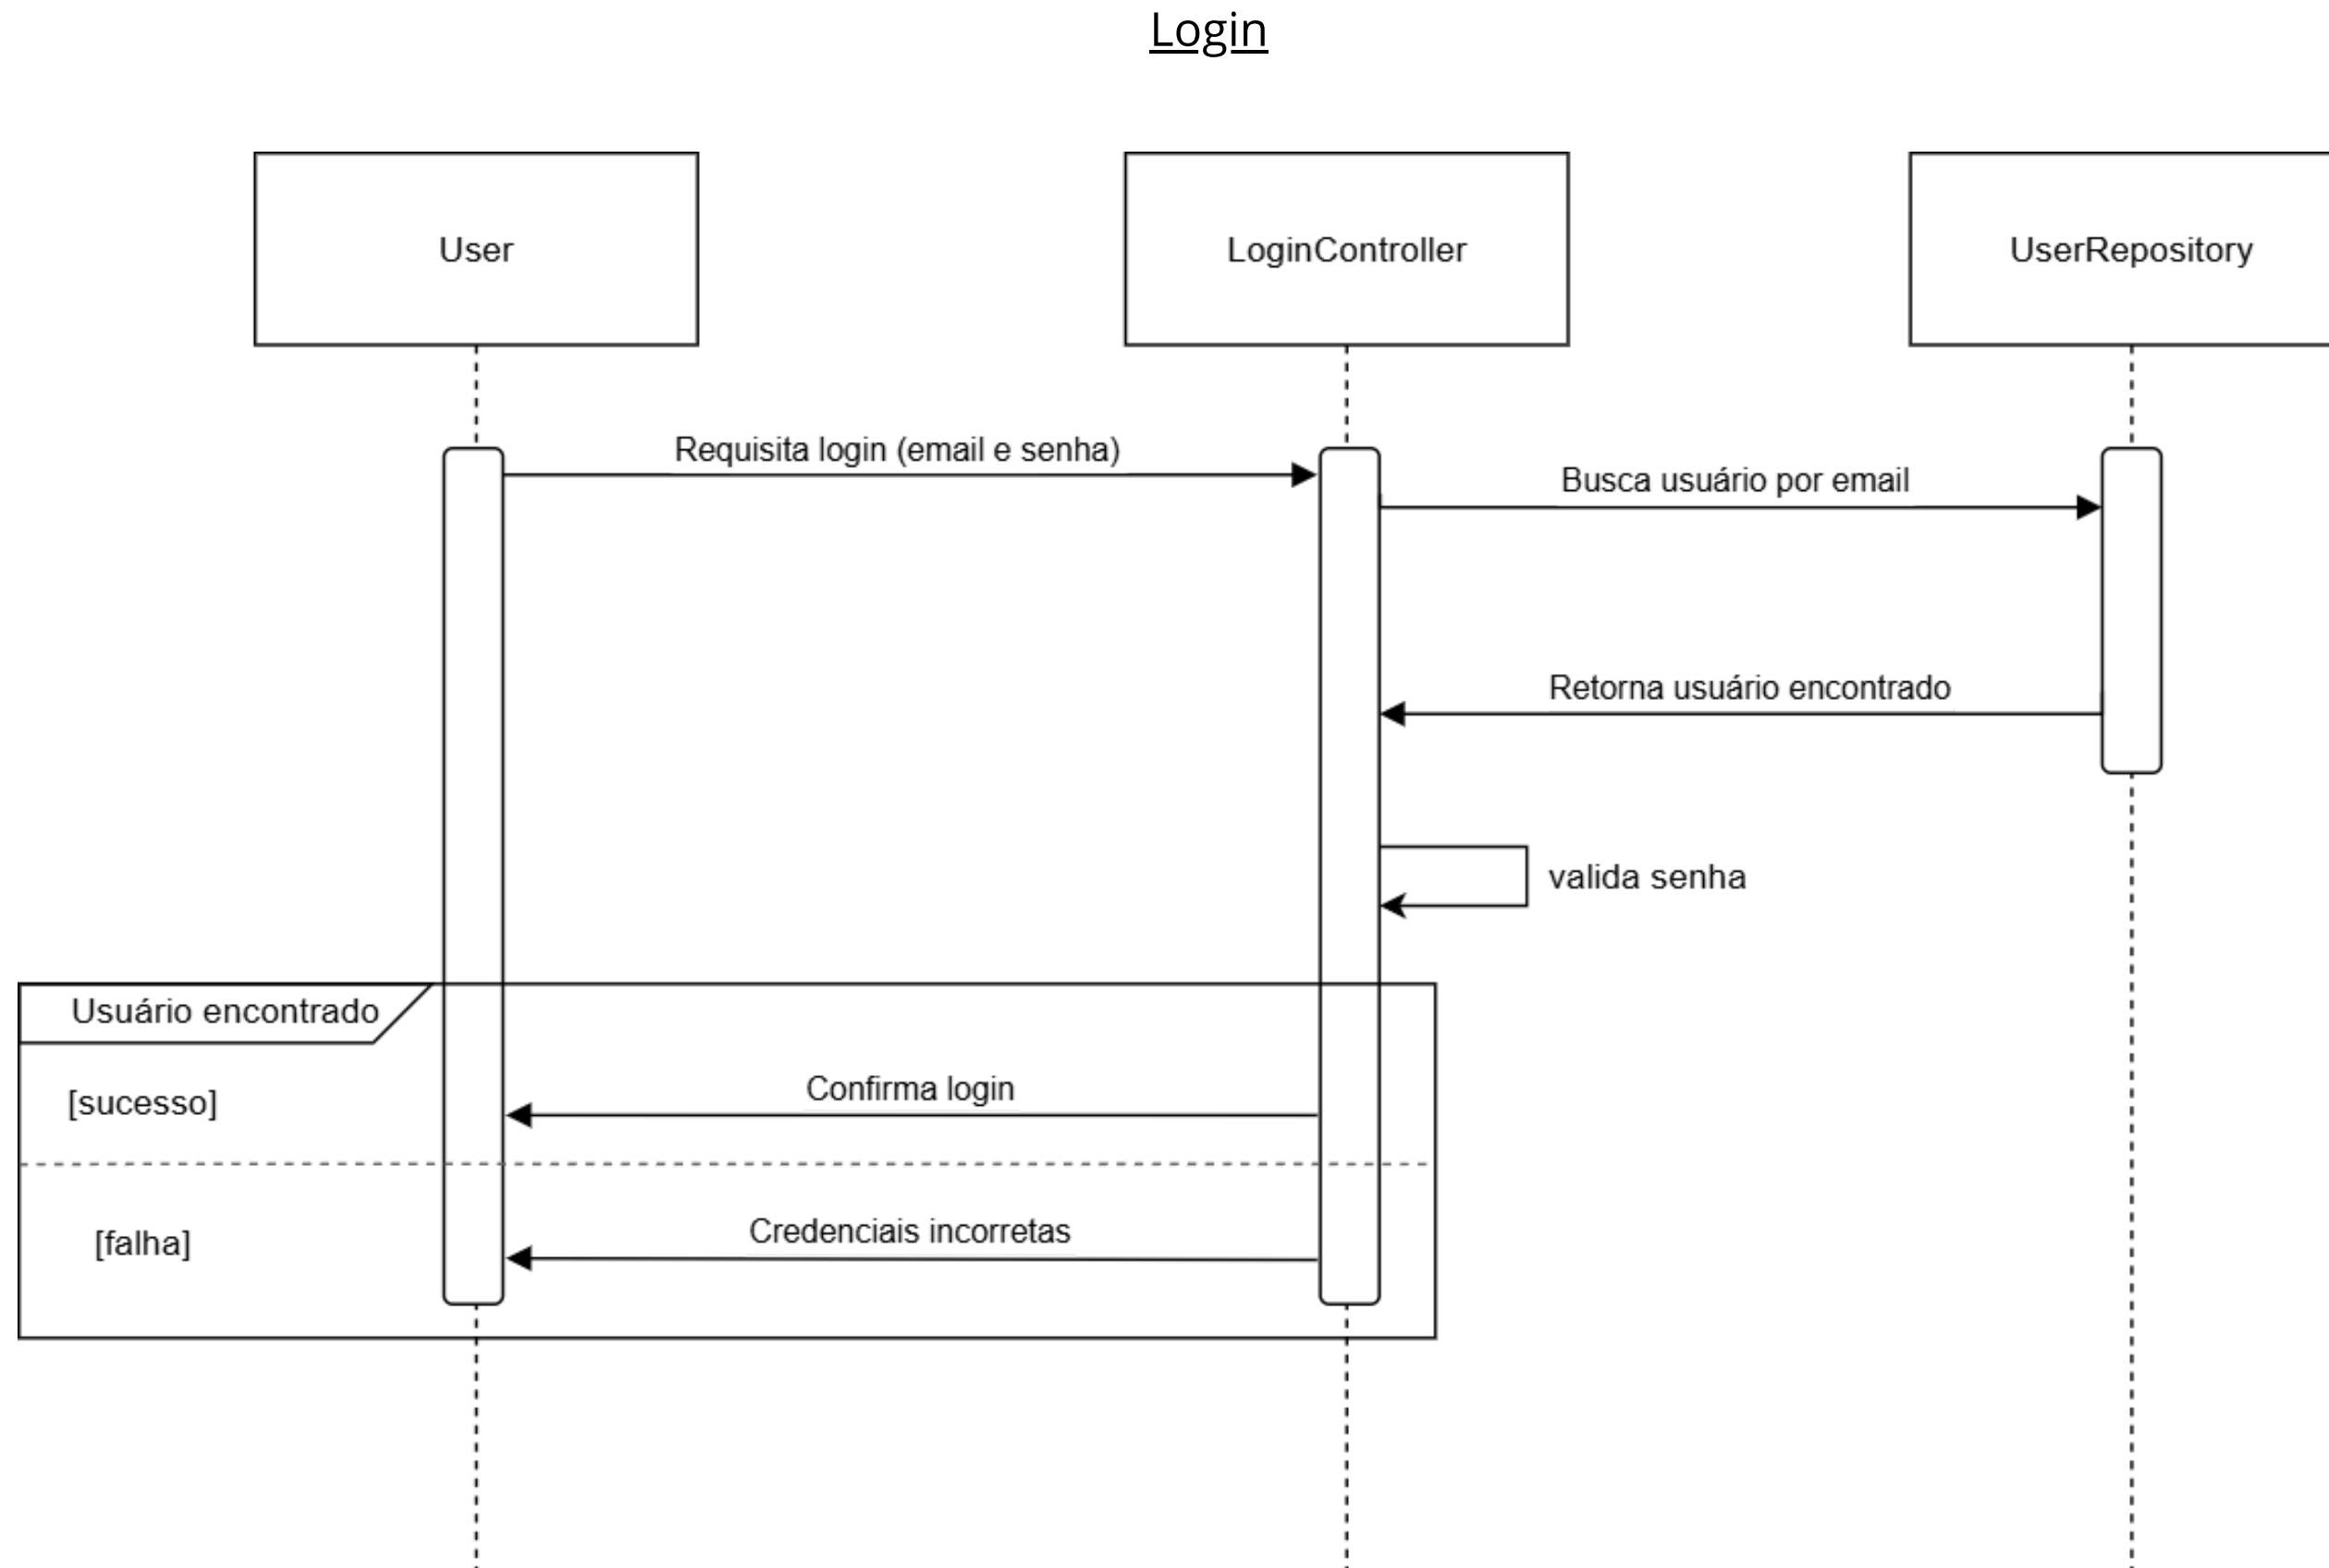 Login
User
LoginController
UserRepository
Requisita login (email e senha)
Busca usuário por email
Retorna usuário encontrado
valida senha
Usuário encontrado
[sucesso]
Confirma login
[falha]
Credenciais incorretas